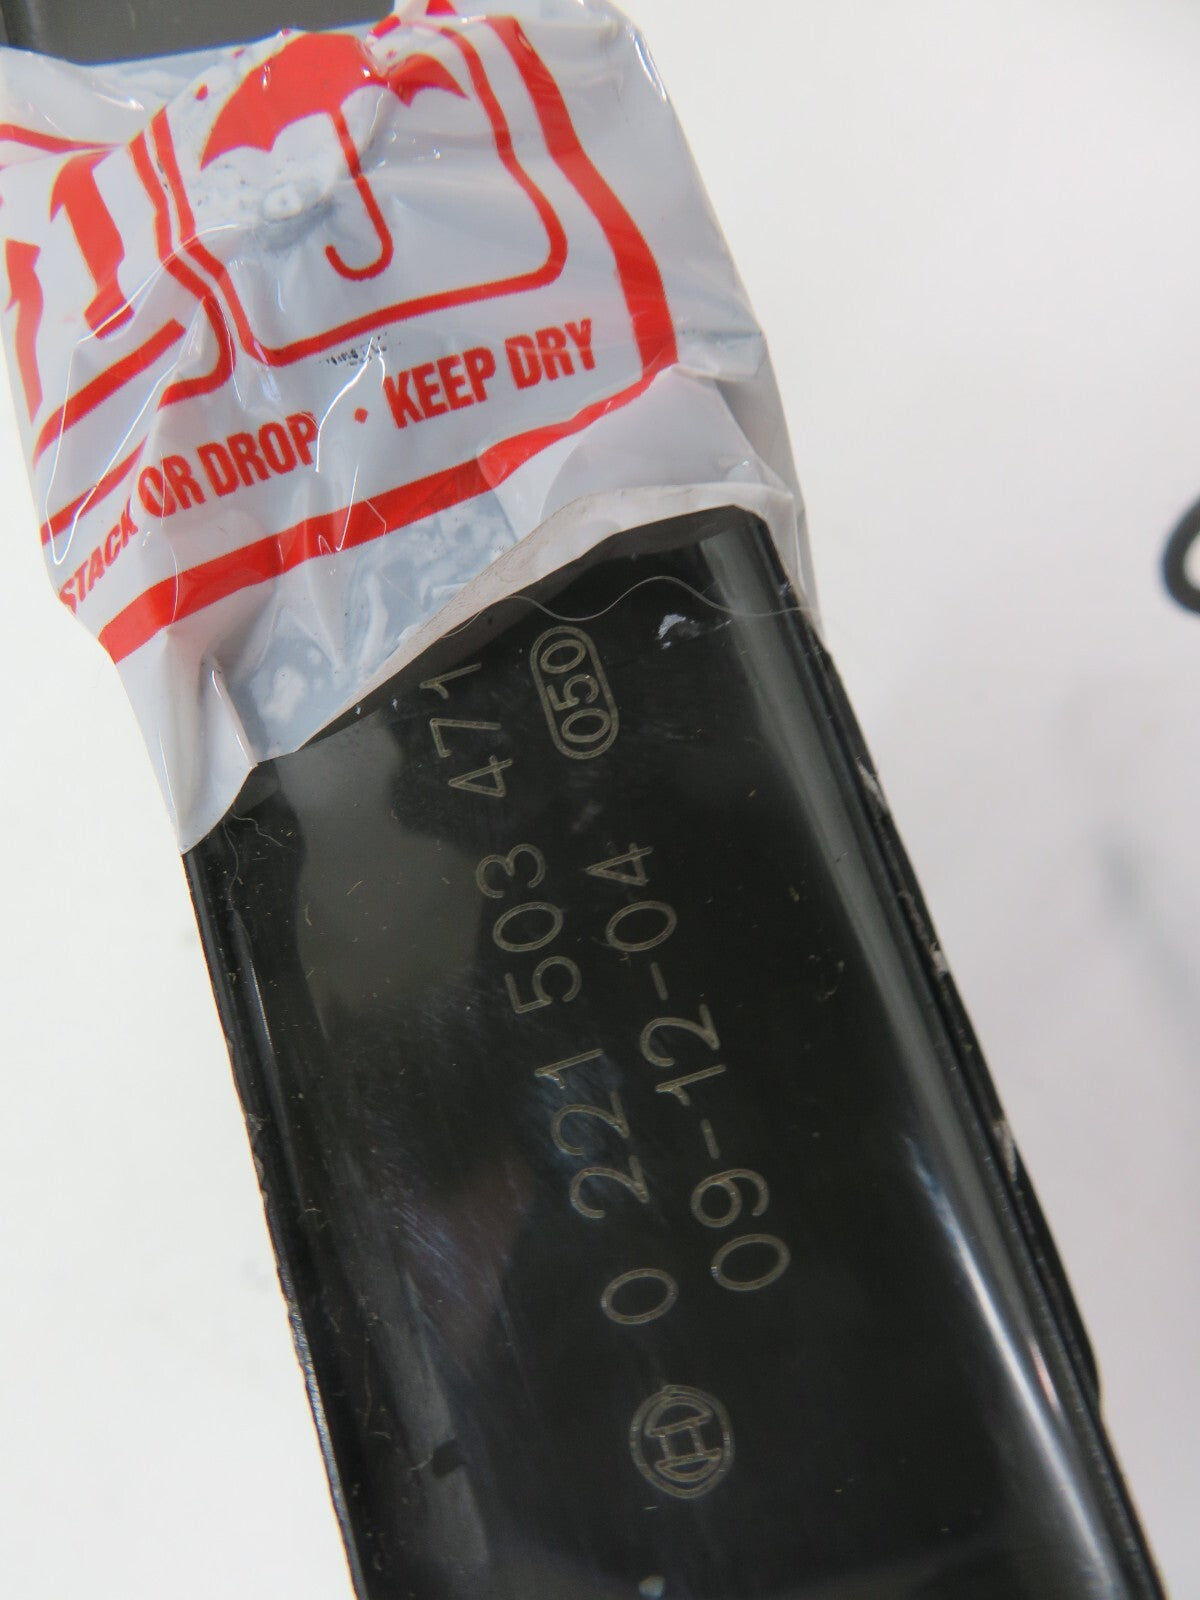 STACK OR DROP • KEEP DRY
0 221 503 471
09-12-04 050